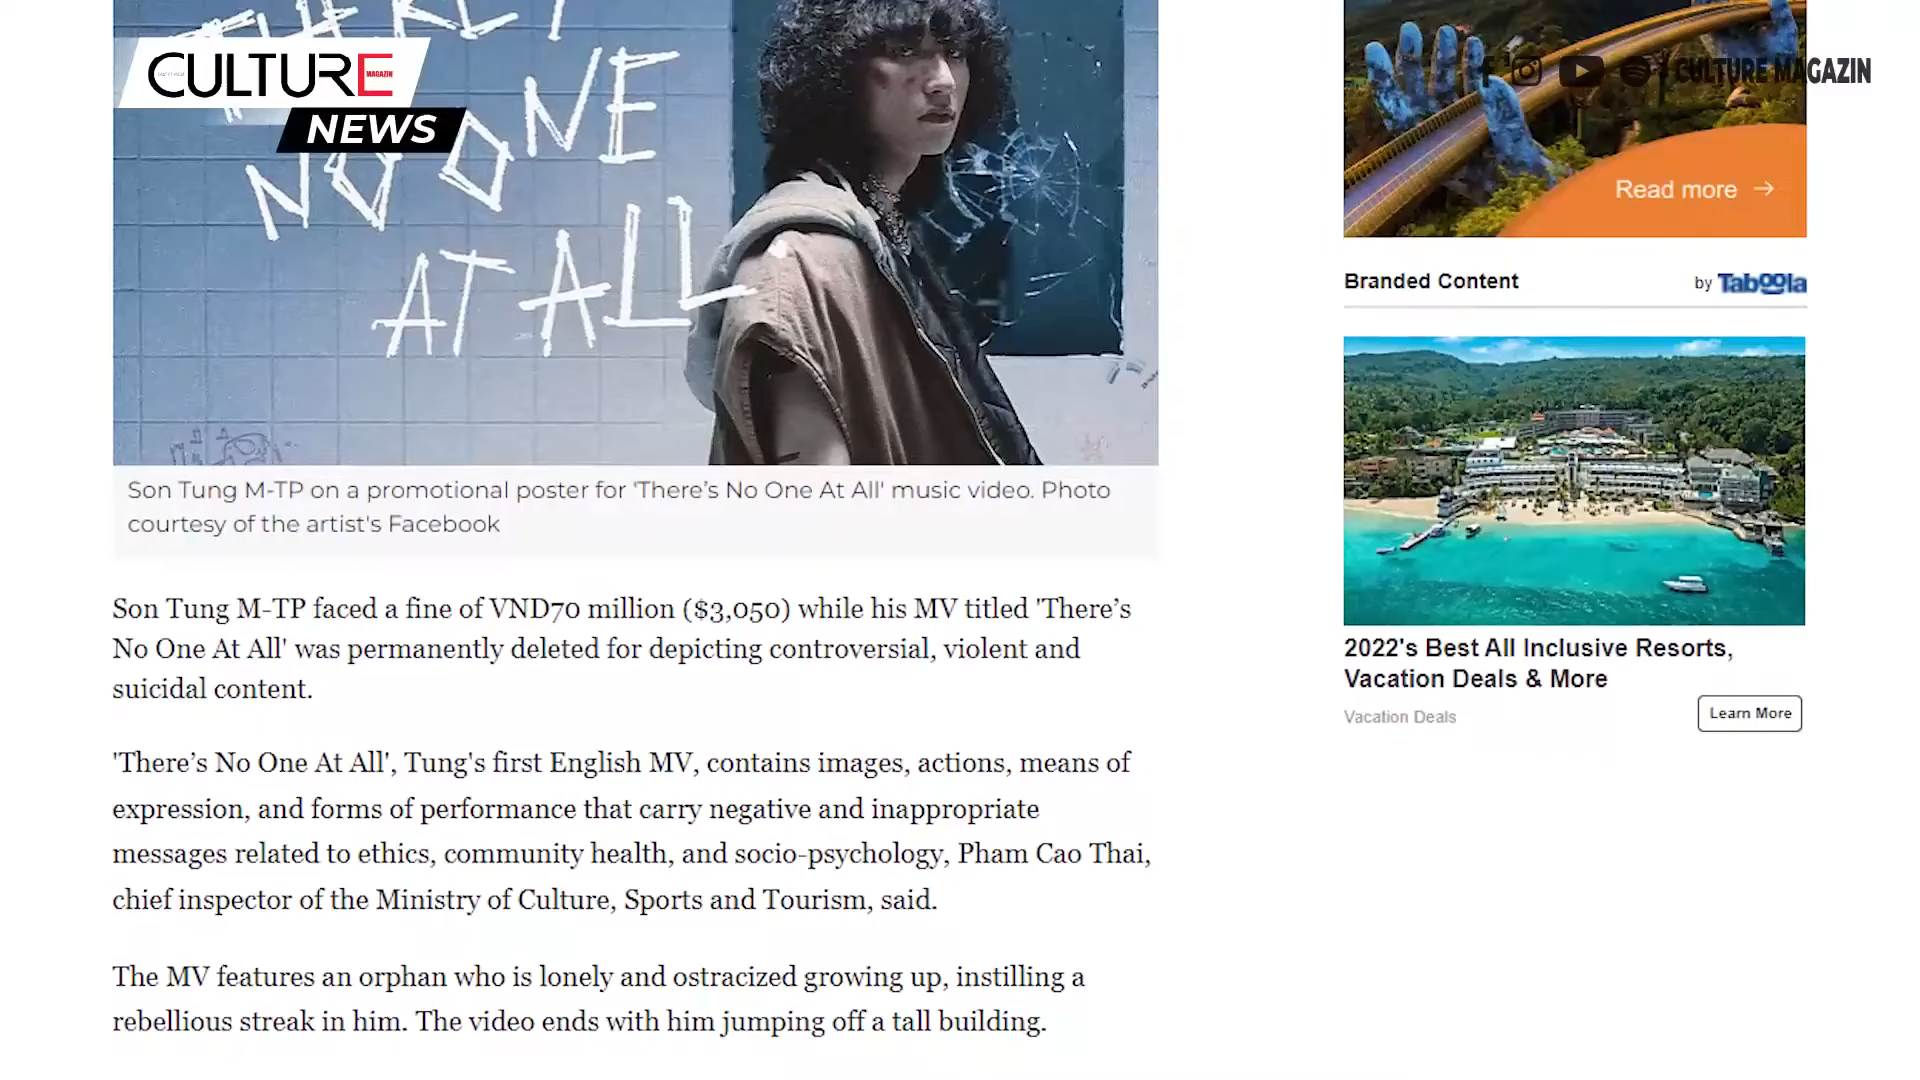 THERE'S
NO ONE
AT ALL
CULTURE
MAGAZIN
NEWS
CULTURE MAGAZIN
Read more →
Son Tung M-TP on a promotional poster for 'There’s No One At All' music video. Photo
courtesy of the artist's Facebook
Son Tung M-TP faced a fine of VND70 million ($3,050) while his MV titled 'There’s
No One At All' was permanently deleted for depicting controversial, violent and
suicidal content.
'There’s No One At All', Tung's first English MV, contains images, actions, means of
expression, and forms of performance that carry negative and inappropriate
messages related to ethics, community health, and socio-psychology, Pham Cao Thai,
chief inspector of the Ministry of Culture, Sports and Tourism, said.
The MV features an orphan who is lonely and ostracized growing up, instilling a
rebellious streak in him. The video ends with him jumping off a tall building.
Branded Content
by Taboola
2022's Best All Inclusive Resorts,
Vacation Deals & More
Vacation Deals
Learn More